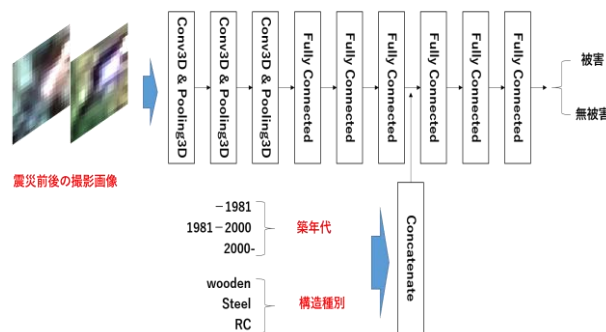 Conv3D & Pooling3D
Conv3D & Pooling3D
Conv3D & Pooling3D
Fully Connected
Fully Connected
Fully Connected
Fully Connected
Fully Connected
Fully Connected
被害
無被害
震災前後の撮影画像
－1981
1981－2000
2000-
築年代
wooden
Steel
RC
構造種別
Concatenate